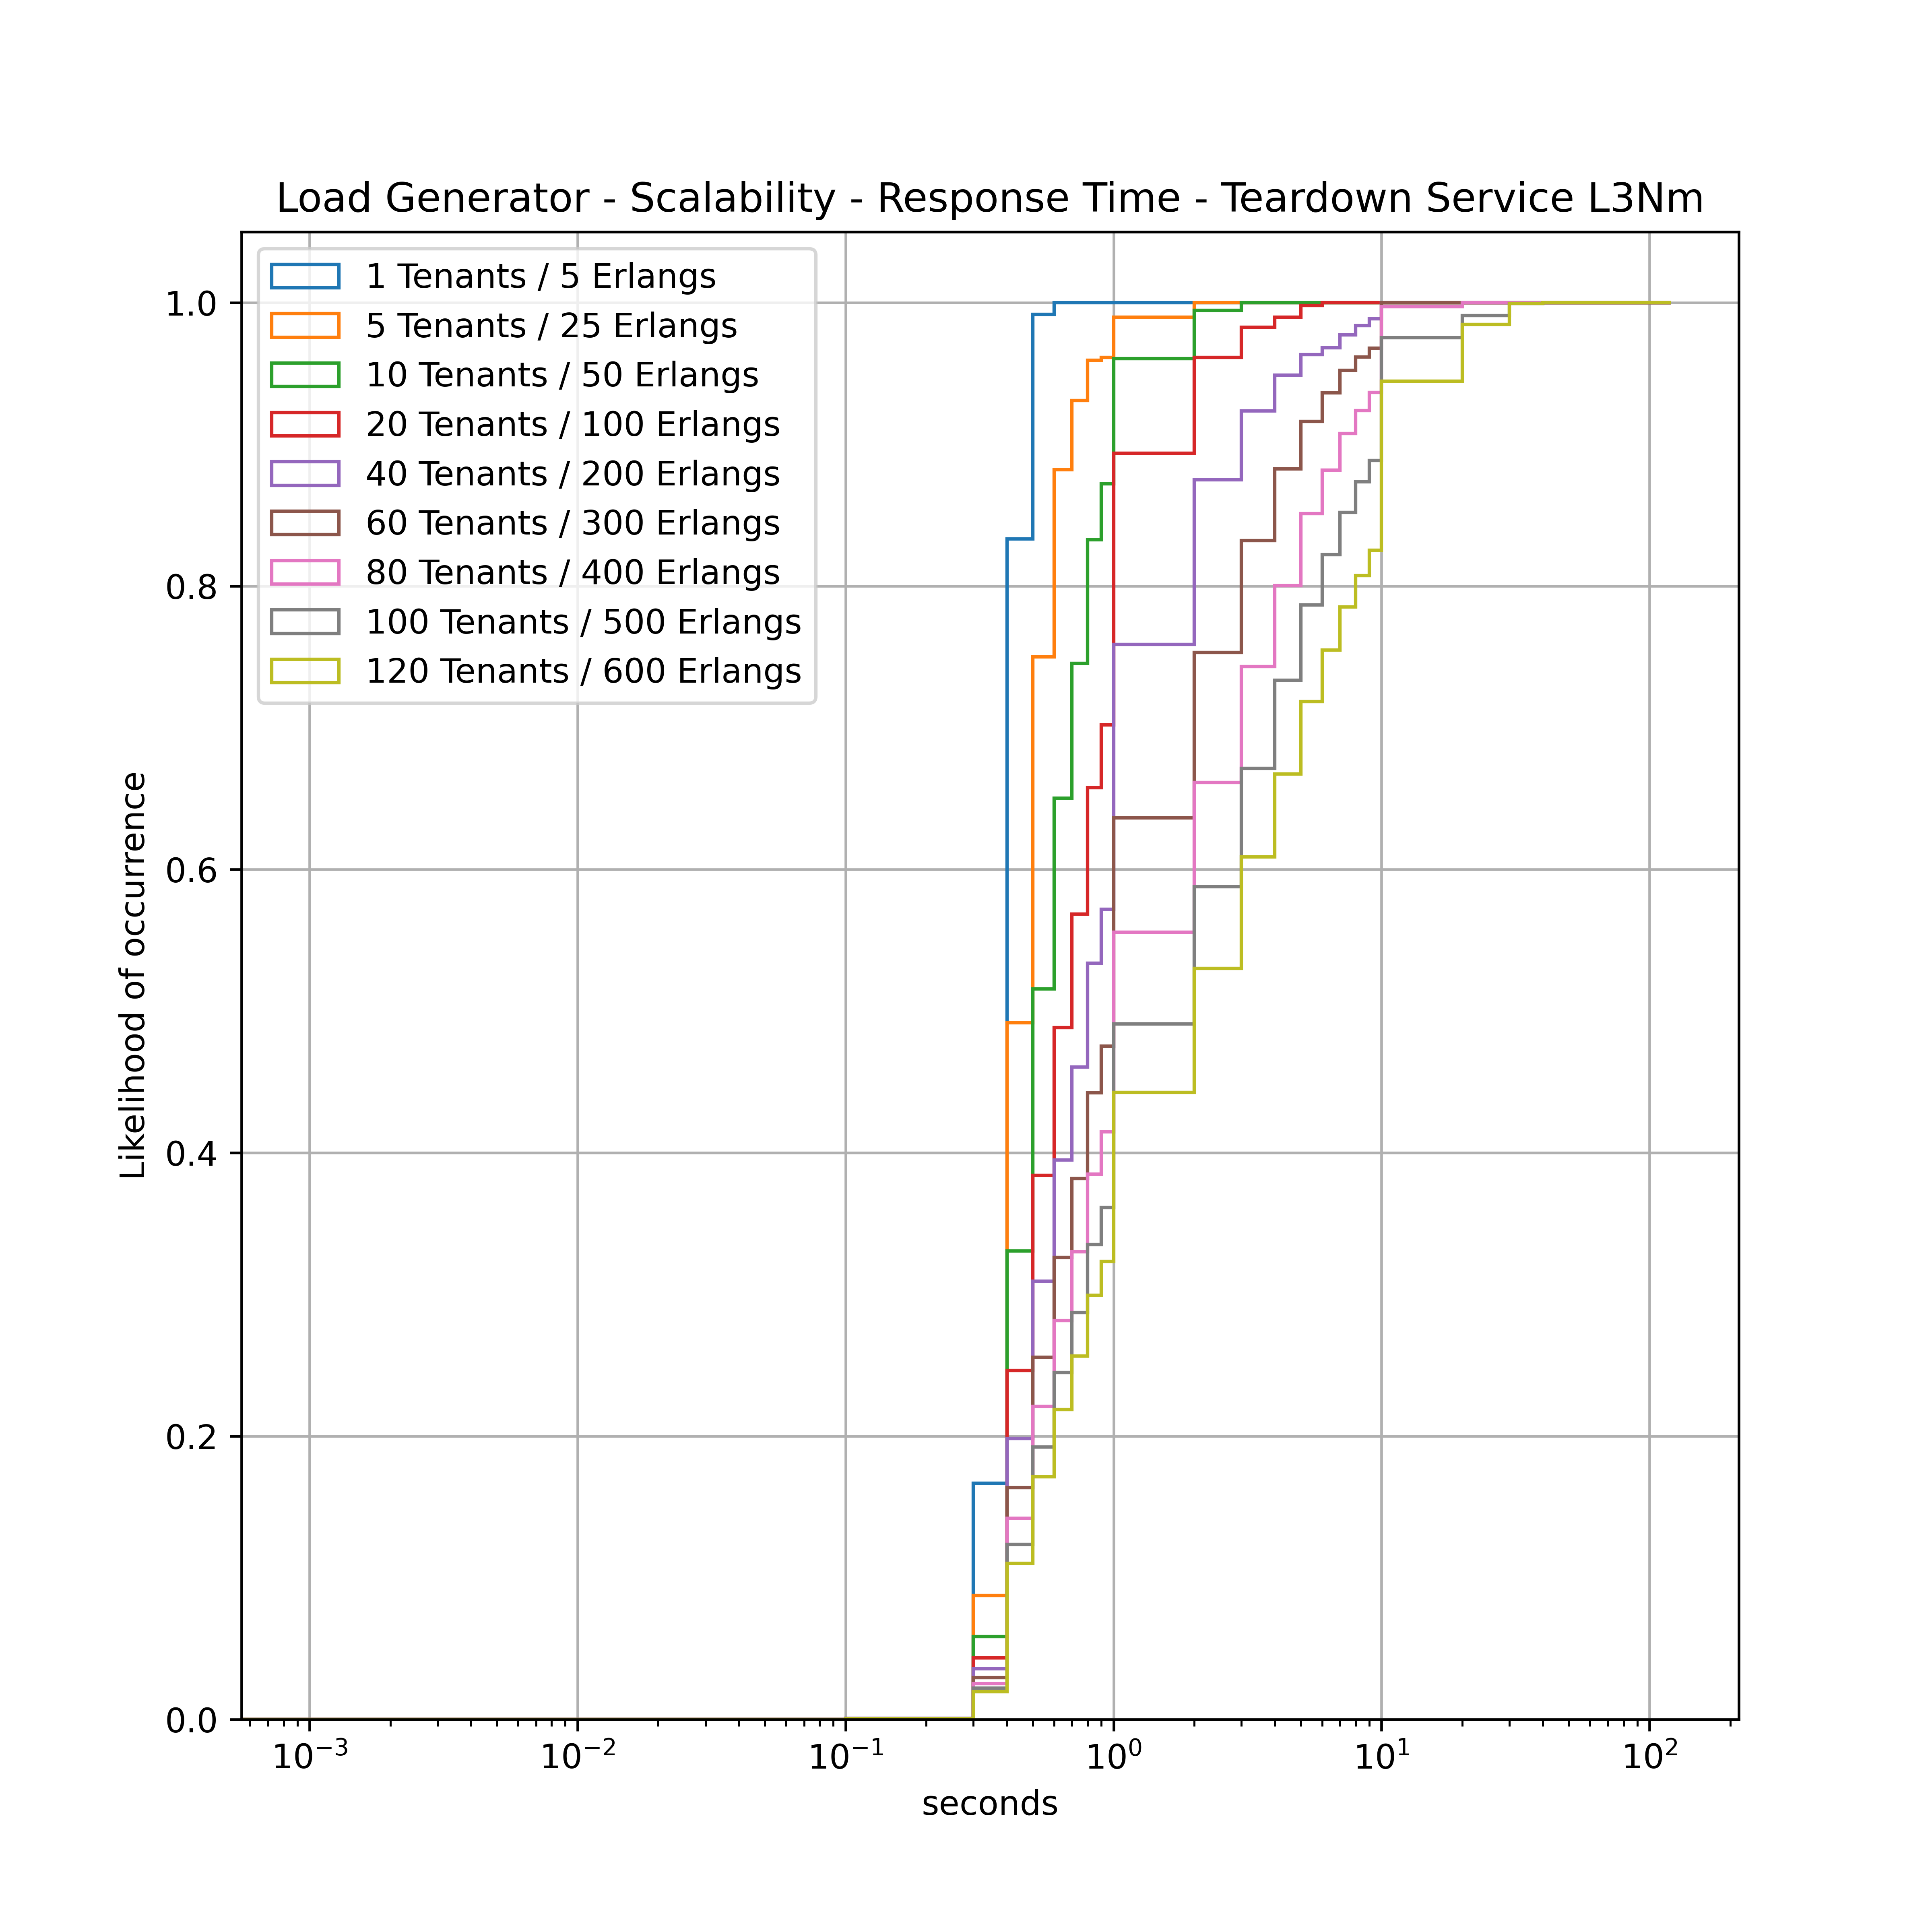 Load Generator - Scalability - Response Time - Teardown Service L3Nm
1 Tenants / 5 Erlangs
5 Tenants / 25 Erlangs
10 Tenants / 50 Erlangs
20 Tenants / 100 Erlangs
40 Tenants / 200 Erlangs
60 Tenants / 300 Erlangs
80 Tenants / 400 Erlangs
100 Tenants / 500 Erlangs
120 Tenants / 600 Erlangs
Likelihood of occurrence
1.0
0.8
0.6
0.4
0.2
0.0
10⁻³ 10⁻² 10⁻¹ 10⁰ 10¹ 10²
seconds